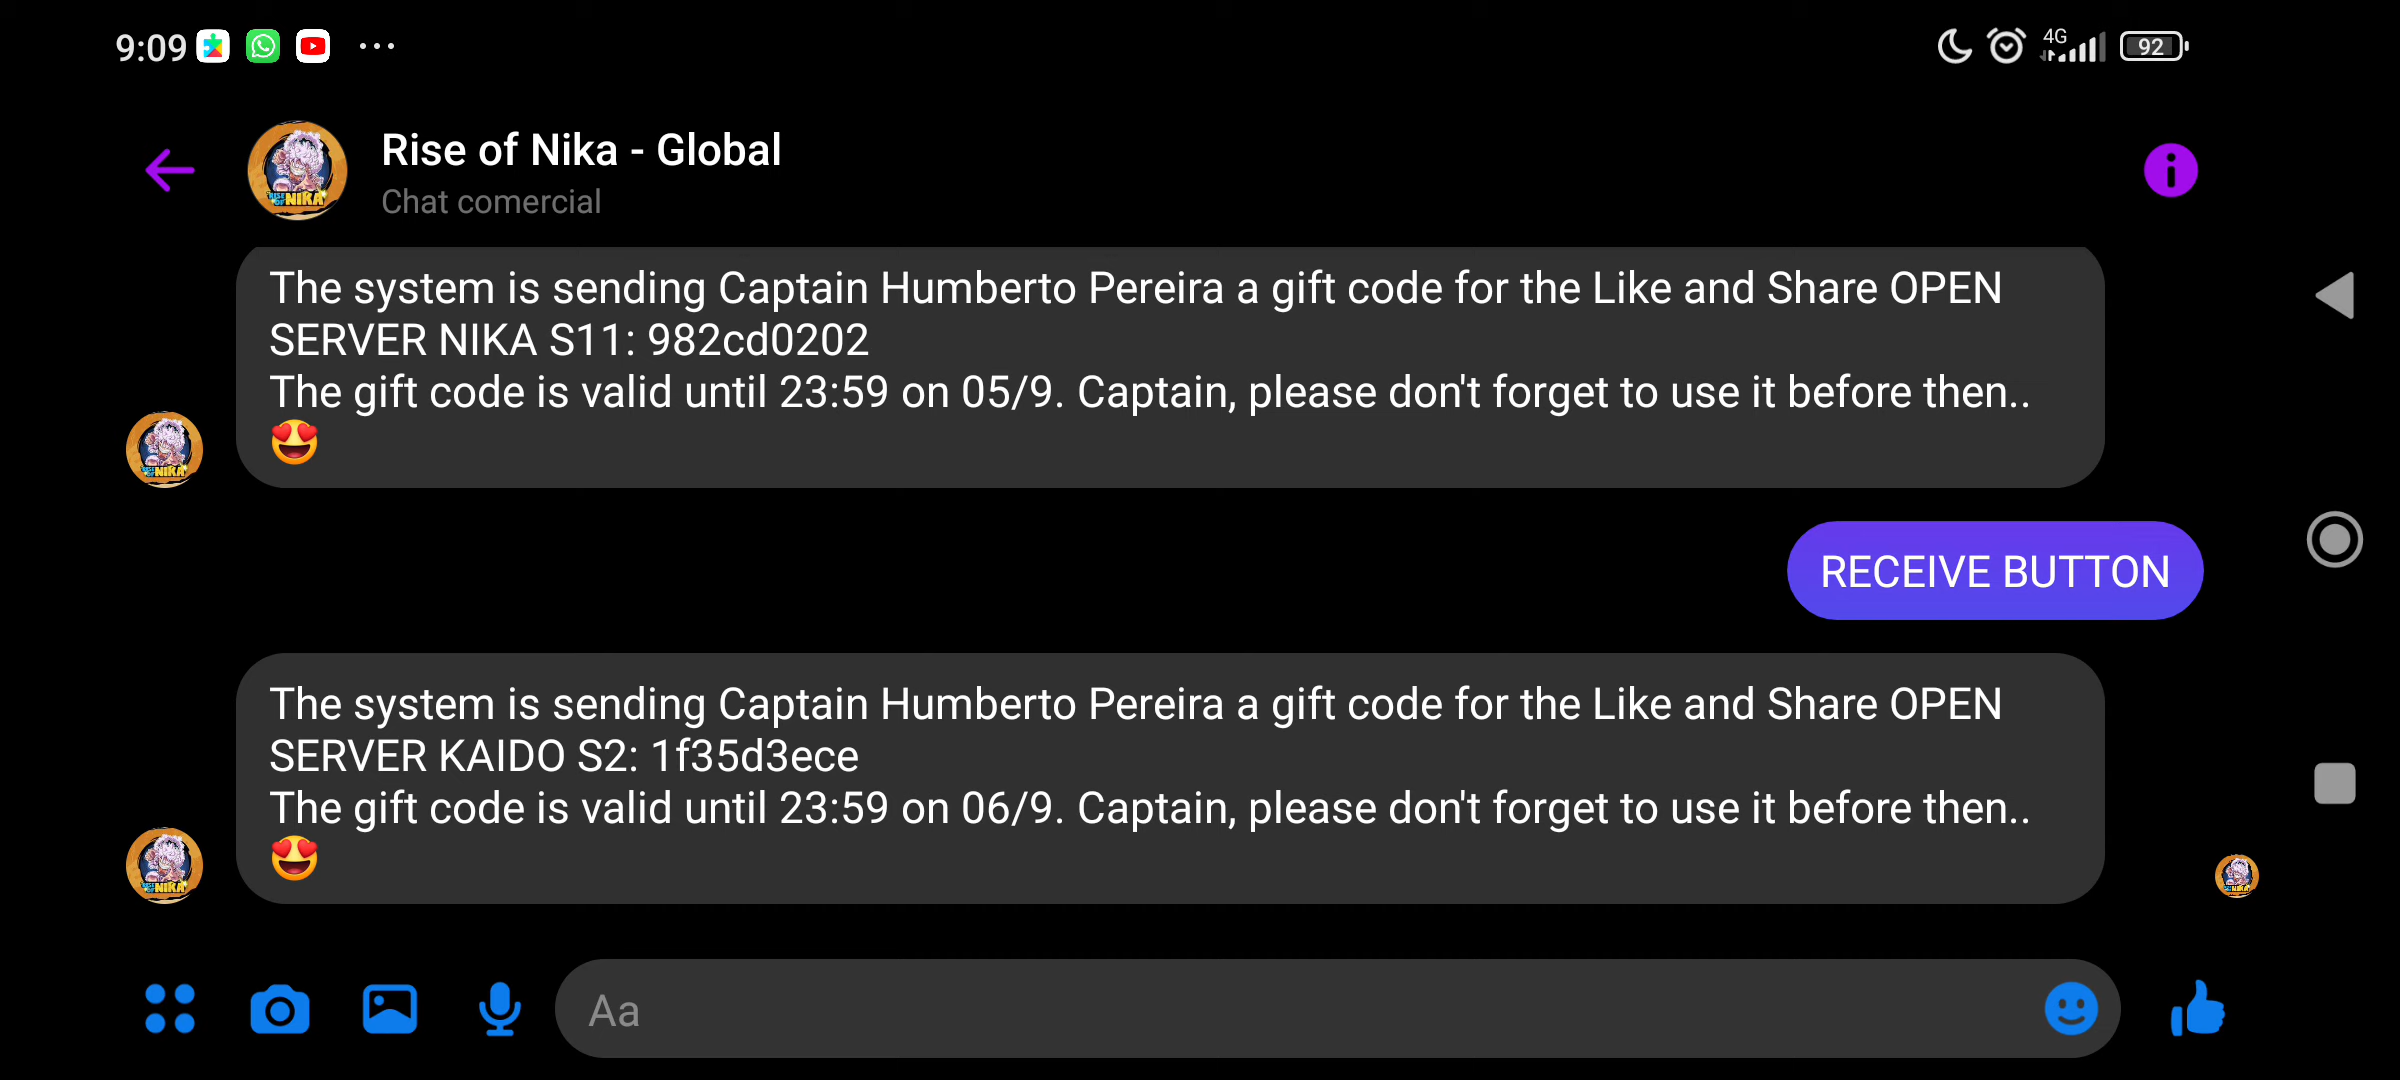 9:09
4G
92
Rise of Nika - Global
Chat comercial
The system is sending Captain Humberto Pereira a gift code for the Like and Share OPEN
SERVER NIKA S11: 982cd0202
The gift code is valid until 23:59 on 05/9. Captain, please don't forget to use it before then..
RECEIVE BUTTON
The system is sending Captain Humberto Pereira a gift code for the Like and Share OPEN
SERVER KAIDO S2: 1f35d3ece
The gift code is valid until 23:59 on 06/9. Captain, please don't forget to use it before then..
Aa